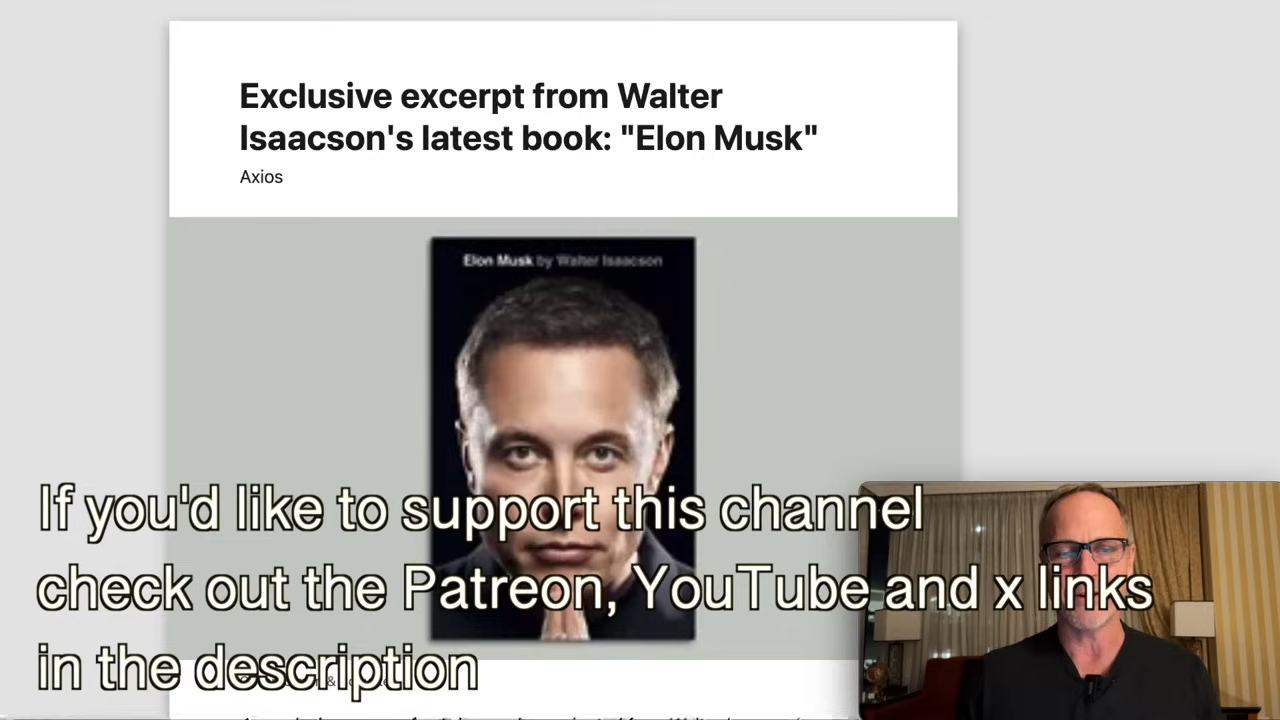 Exclusive excerpt from Walter
Isaacson's latest book: "Elon Musk"
Axios
Elon Musk by Walter Isaacson
If you'd like to support this channel
check out the Patreon, YouTube and x links
in the description